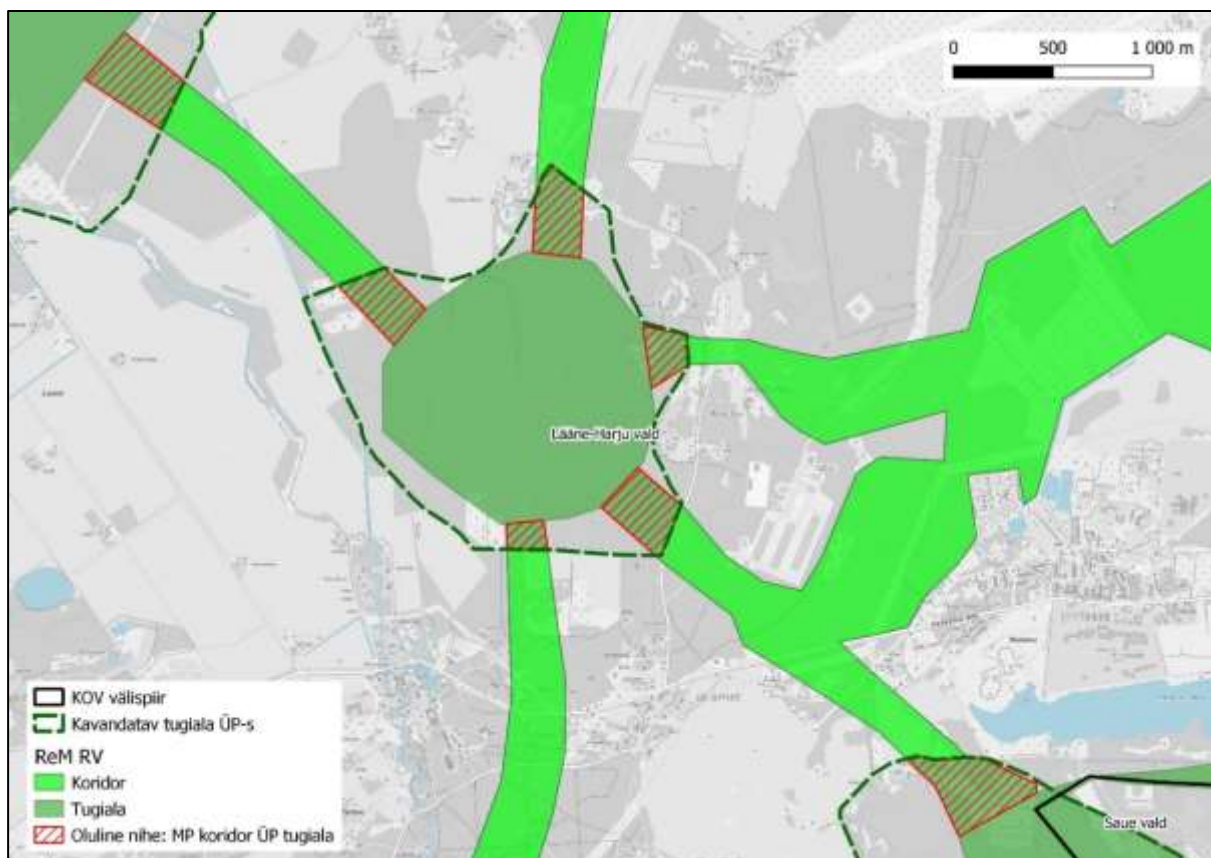 0 500 1 000 m
Lääne-Harju vald
KOV välispiir
Kavandatav tugiala ÜP-s
ReM RV
Koridor
Tugiala
Oluline nihe: MP koridor ÜP tugiala
Saue vald